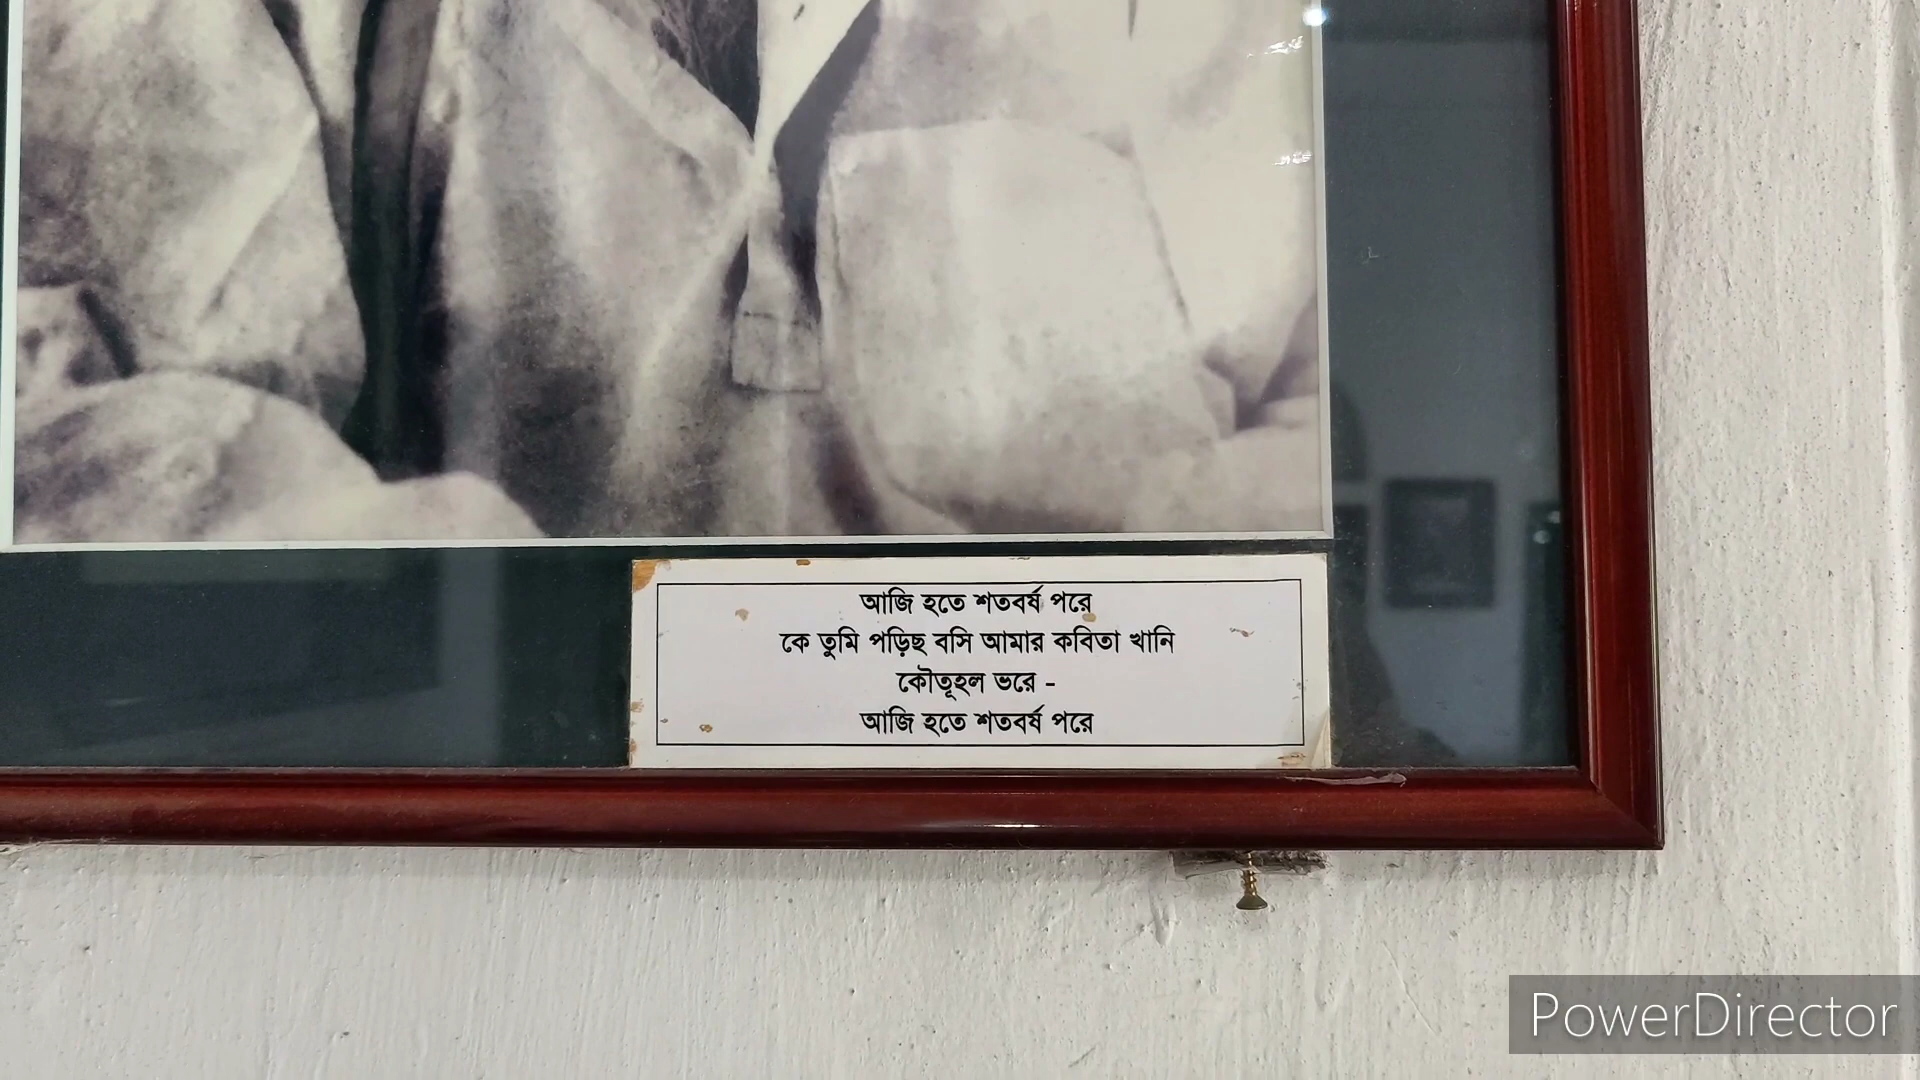 আজি হতে শতবর্ষ পরে
কে তুমি পড়িছ বসি আমার কবিতা খানি
কৌতূহল ভরে -
আজি হতে শতবর্ষ পরে
PowerDirector